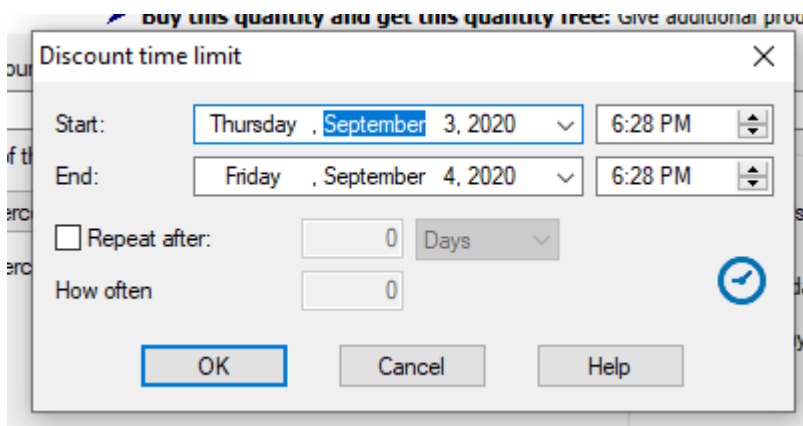 Buy this quantity and get this quantity free: Give additional prod
Discount time limit
Start: Thursday , September 3, 2020 6:28 PM
of th
End: Friday , September 4, 2020 6:28 PM
Repeat after: 0 Days
How often 0
OK Cancel Help